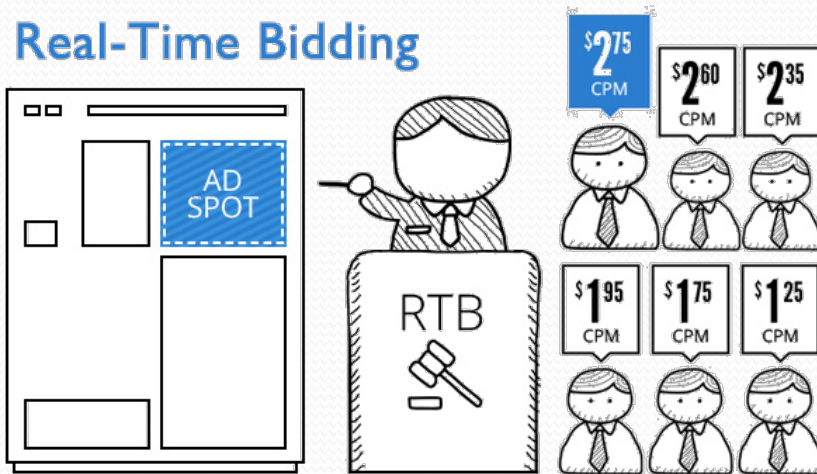 Real-Time Bidding
AD
SPOT
RTB
$2.75
CPM
$2.60
CPM
$2.35
CPM
$1.95
CPM
$1.75
CPM
$1.25
CPM